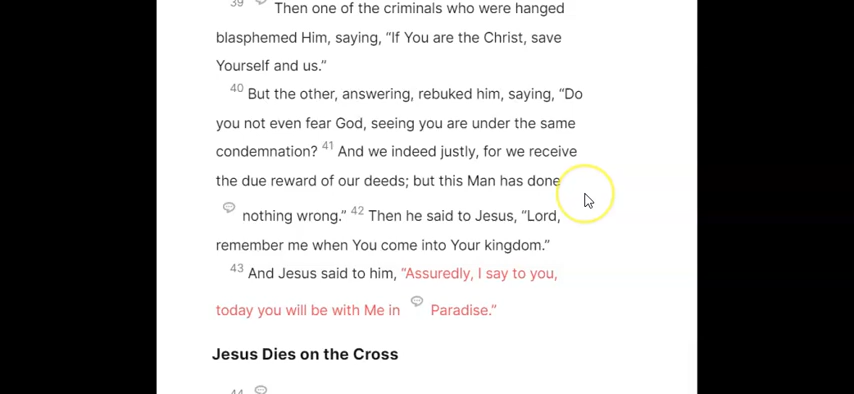 39 Then one of the criminals who were hanged
blasphemed Him, saying, “If You are the Christ, save
Yourself and us.”
40 But the other, answering, rebuked him, saying, “Do
you not even fear God, seeing you are under the same
condemnation? 41 And we indeed justly, for we receive
the due reward of our deeds; but this Man has done
nothing wrong.” 42 Then he said to Jesus, “Lord,
remember me when You come into Your kingdom.”
43 And Jesus said to him, “Assuredly, I say to you,
today you will be with Me in Paradise.”
Jesus Dies on the Cross
44